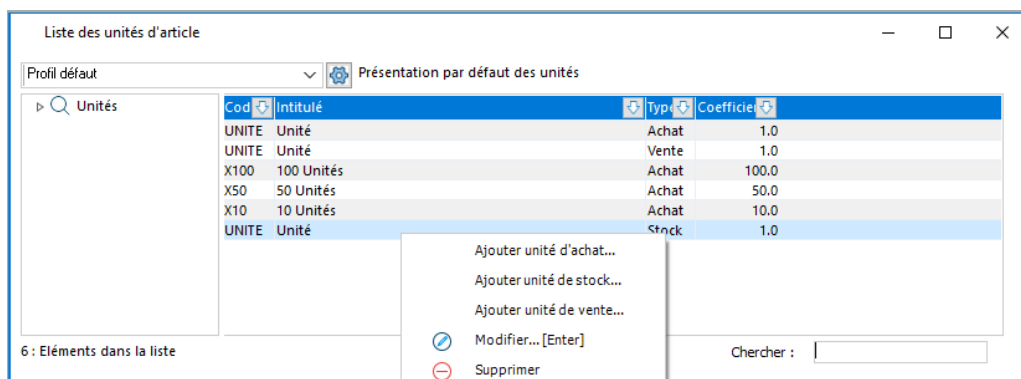 Liste des unités d'article
Profil défaut Présentation par défaut des unités
Unités
Cod Intitulé Type Coefficier
UNITE Unité Achat 1.0
UNITE Unité Vente 1.0
X100 100 Unités Achat 100.0
X50 50 Unités Achat 50.0
X10 10 Unités Achat 10.0
UNITE Unité Stock 1.0
Ajouter unité d'achat...
Ajouter unité de stock...
Ajouter unité de vente...
Modifier... [Enter]
Supprimer
6 : Eléments dans la liste Chercher :